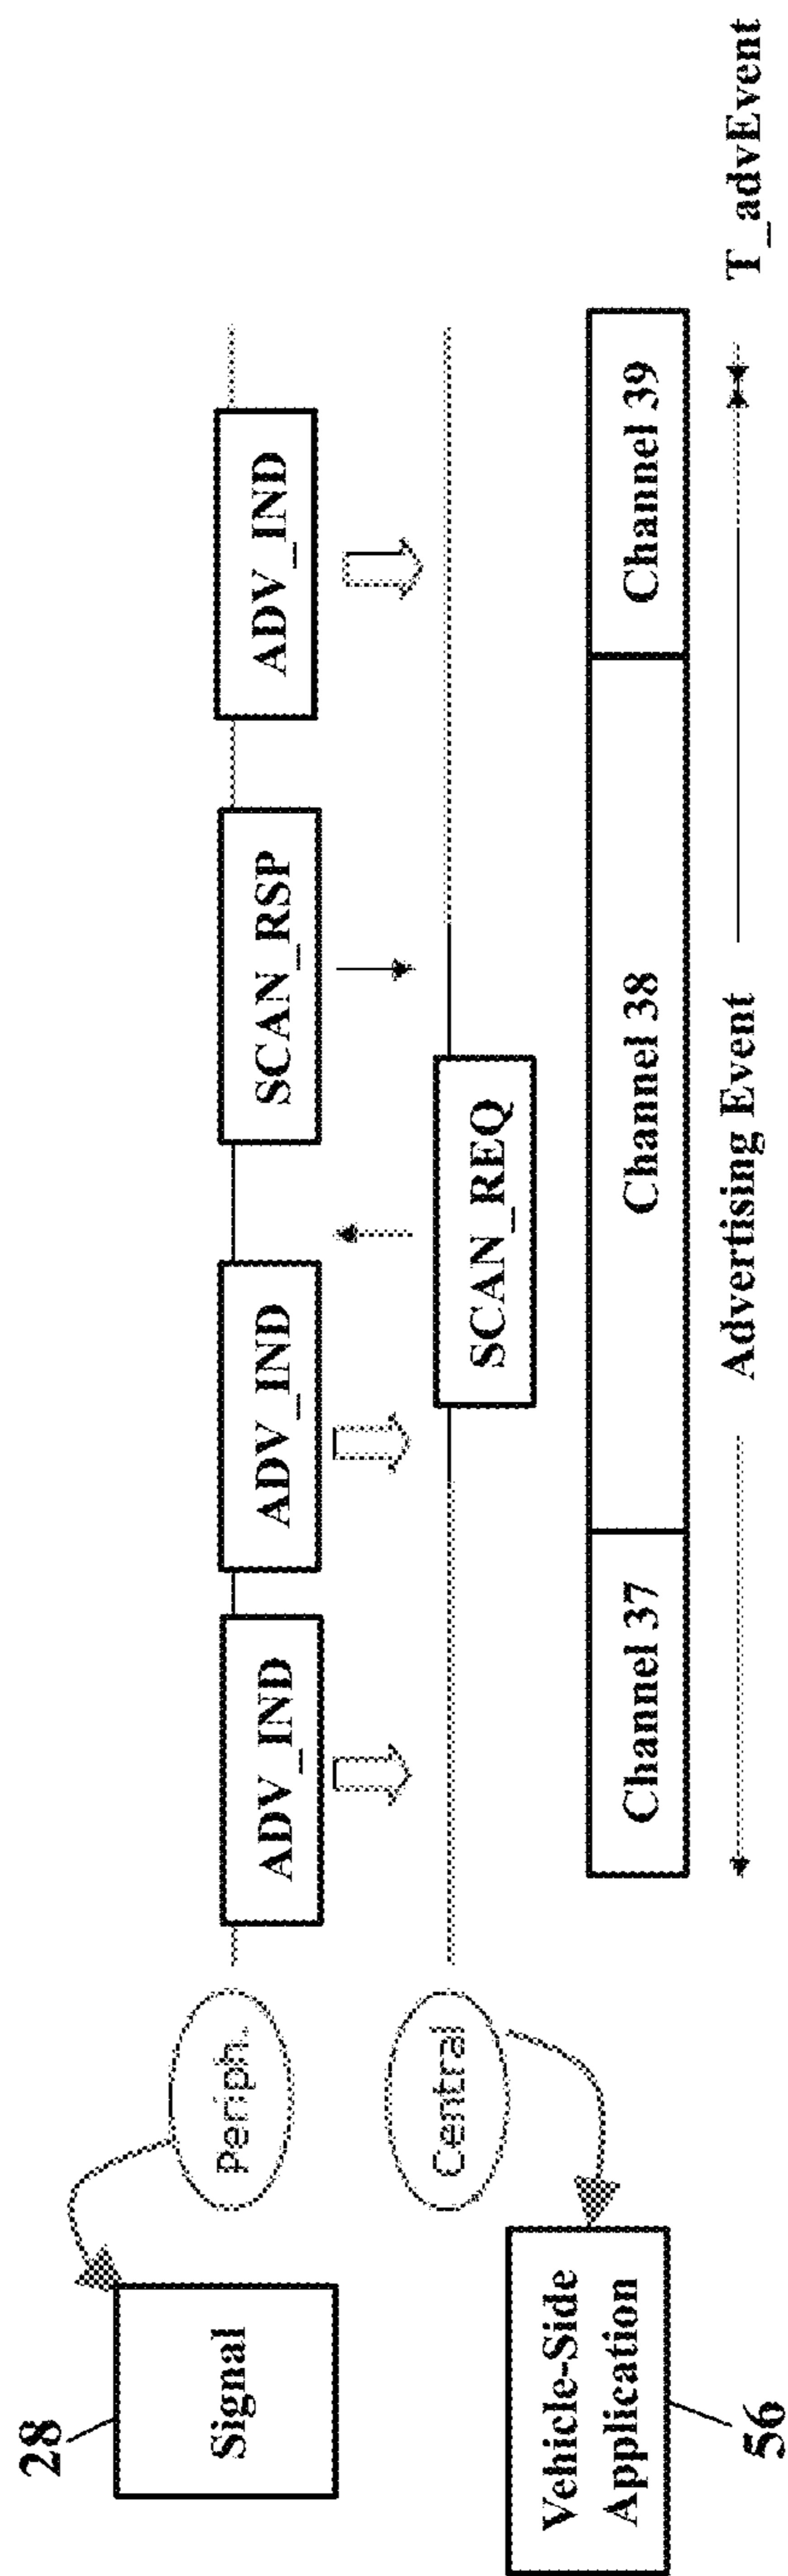 28
Signal
Vehicle-Side
Application
56
Periph.
Central
ADV_IND
ADV_IND
SCAN_RSP
ADV_IND
SCAN_REQ
Channel 37
Channel 38
Channel 39
Advertising Event
T_advEvent